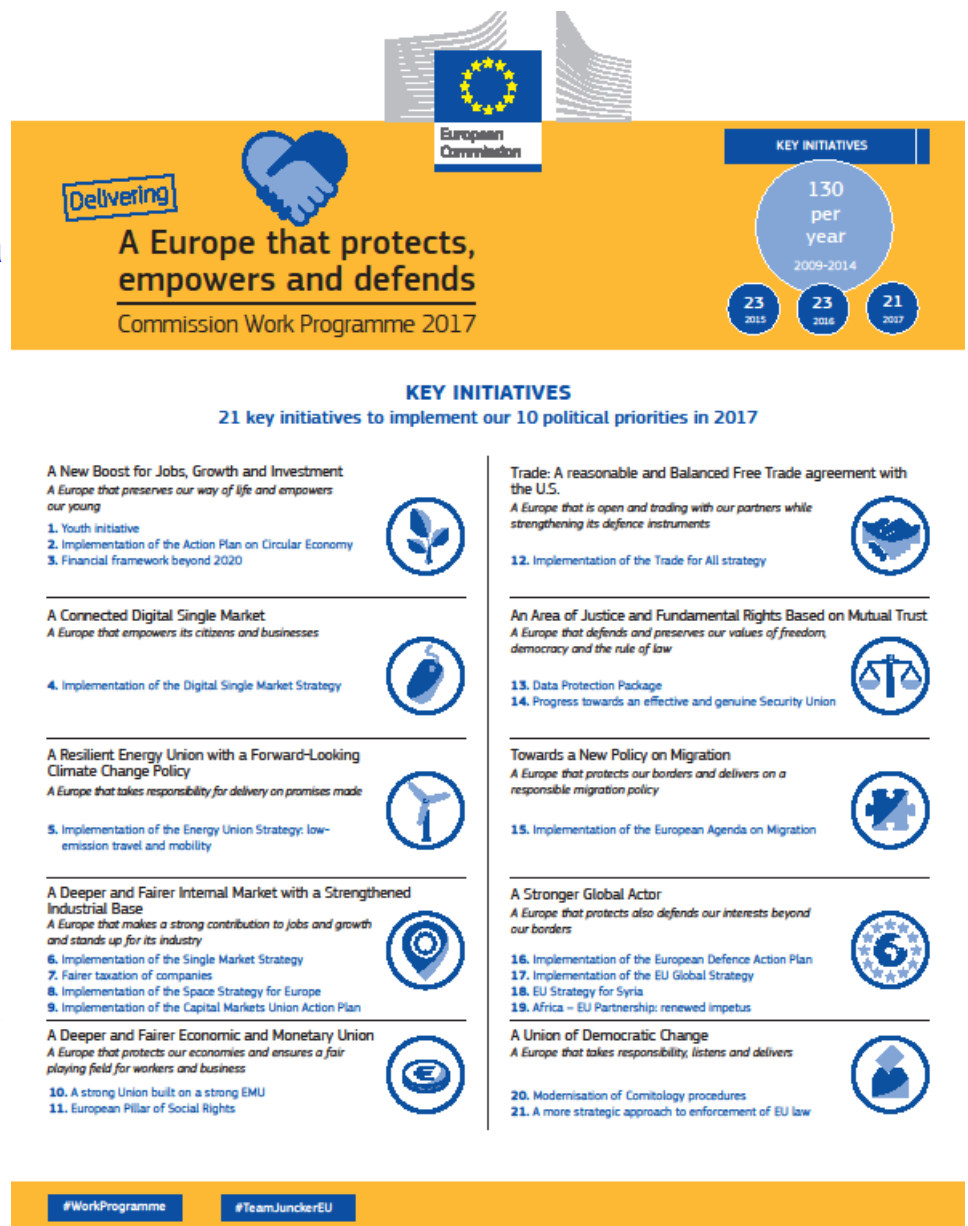 European
Commission
KEY INITIATIVES
130
per
year
2009-2014
23
2015
23
2016
21
2017
Delivering
A Europe that protects,
empowers and defends
Commission Work Programme 2017
KEY INITIATIVES
21 key initiatives to implement our 10 political priorities in 2017
A New Boost for Jobs, Growth and Investment
A Europe that preserves our way of life and empowers
our young
1. Youth initiative
2. Implementation of the Action Plan on Circular Economy
3. Financial framework beyond 2020
A Connected Digital Single Market
A Europe that empowers its citizens and businesses
4. Implementation of the Digital Single Market Strategy
A Resilient Energy Union with a Forward-Looking
Climate Change Policy
A Europe that takes responsibility for delivery on promises made
5. Implementation of the Energy Union Strategy: low-
emission travel and mobility
A Deeper and Fairer Internal Market with a Strengthened
Industrial Base
A Europe that makes a strong contribution to jobs and growth
and stands up for its industry
6. Implementation of the Single Market Strategy
7. Fairer taxation of companies
8. Implementation of the Space Strategy for Europe
9. Implementation of the Capital Markets Union Action Plan
A Deeper and Fairer Economic and Monetary Union
A Europe that protects our economies and ensures a fair
playing field for workers and business
10. A strong Union built on a strong EMU
11. European Pillar of Social Rights
Trade: A reasonable and Balanced Free Trade agreement with
the U.S.
A Europe that is open and trading with our partners while
strengthening its defence instruments
12. Implementation of the Trade for All strategy
An Area of Justice and Fundamental Rights Based on Mutual Trust
A Europe that defends and preserves our values of freedom,
democracy and the rule of law
13. Data Protection Package
14. Progress towards an effective and genuine Security Union
Towards a New Policy on Migration
A Europe that protects our borders and delivers on a
responsible migration policy
15. Implementation of the European Agenda on Migration
A Stronger Global Actor
A Europe that protects also defends our interests beyond
our borders
16. Implementation of the European Defence Action Plan
17. Implementation of the EU Global Strategy
18. EU Strategy for Syria
19. Africa – EU Partnership: renewed impetus
A Union of Democratic Change
A Europe that takes responsibility, listens and delivers
20. Modernisation of Comitology procedures
21. A more strategic approach to enforcement of EU law
#WorkProgramme
#TeamJunckerEU